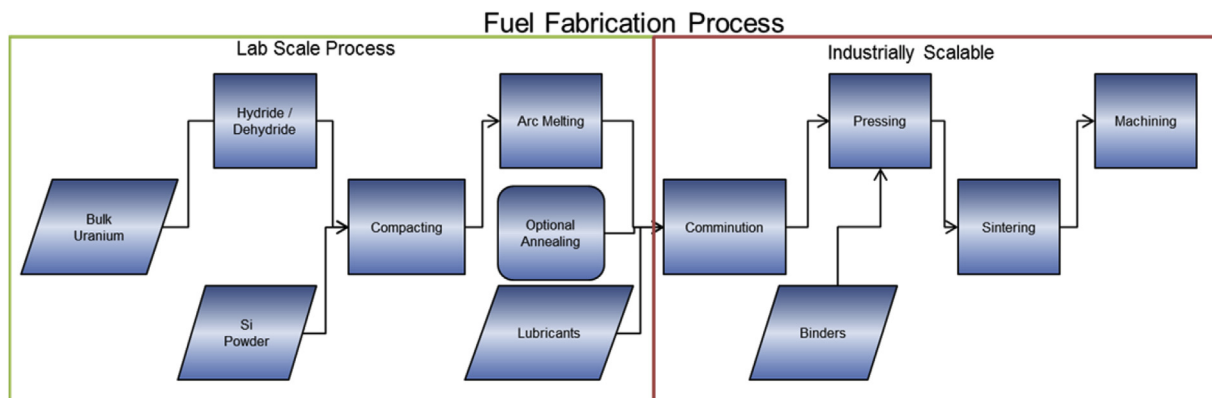 Fuel Fabrication Process
Lab Scale Process
Industrially Scalable
Hydride /
Dehydride
Arc Melting
Pressing
Machining
Bulk
Uranium
Compacting
Optional
Annealing
Comminution
Sintering
Si
Powder
Lubricants
Binders